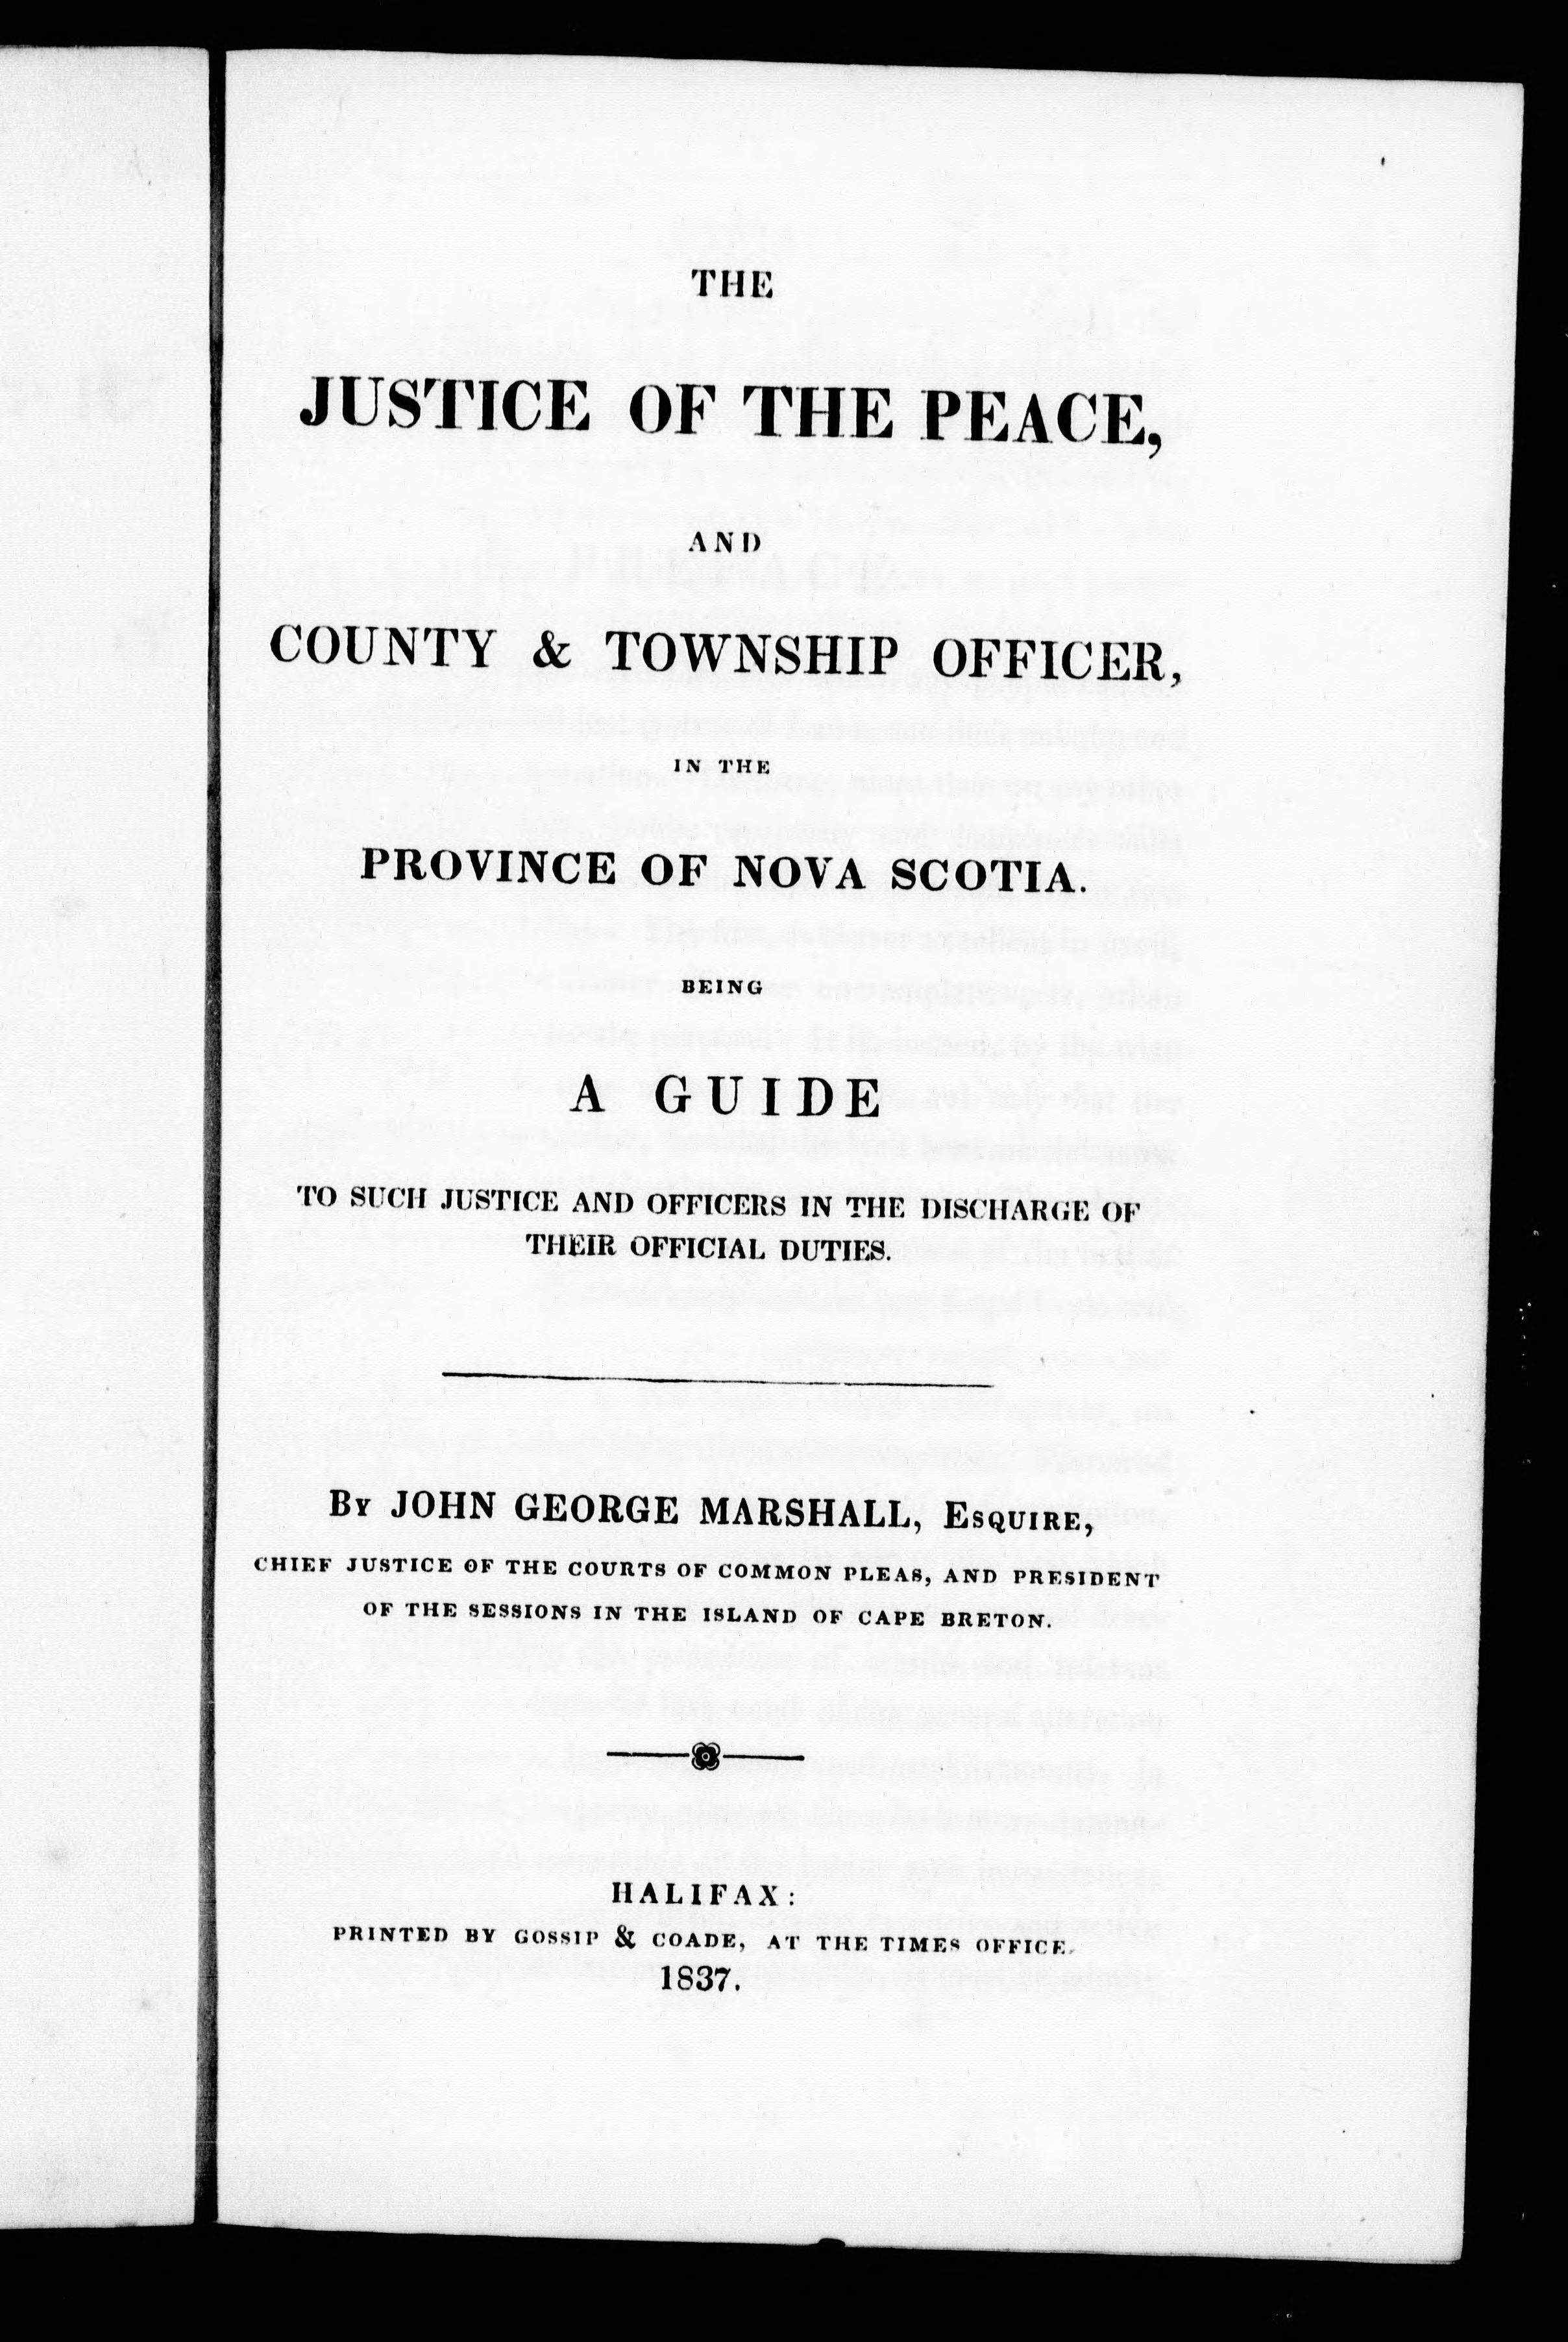 THE
JUSTICE OF THE PEACE,
AND
COUNTY & TOWNSHIP OFFICER,
IN THE
PROVINCE OF NOVA SCOTIA.
BEING
A GUIDE
TO SUCH JUSTICE AND OFFICERS IN THE DISCHARGE OF
THEIR OFFICIAL DUTIES.
By JOHN GEORGE MARSHALL, Esquire,
CHIEF JUSTICE OF THE COURTS OF COMMON PLEAS, AND PRESIDENT
OF THE SESSIONS IN THE ISLAND OF CAPE BRETON.
HALIFAX:
PRINTED BY GOSSIP & COADE, AT THE TIMES OFFICE.
1837.